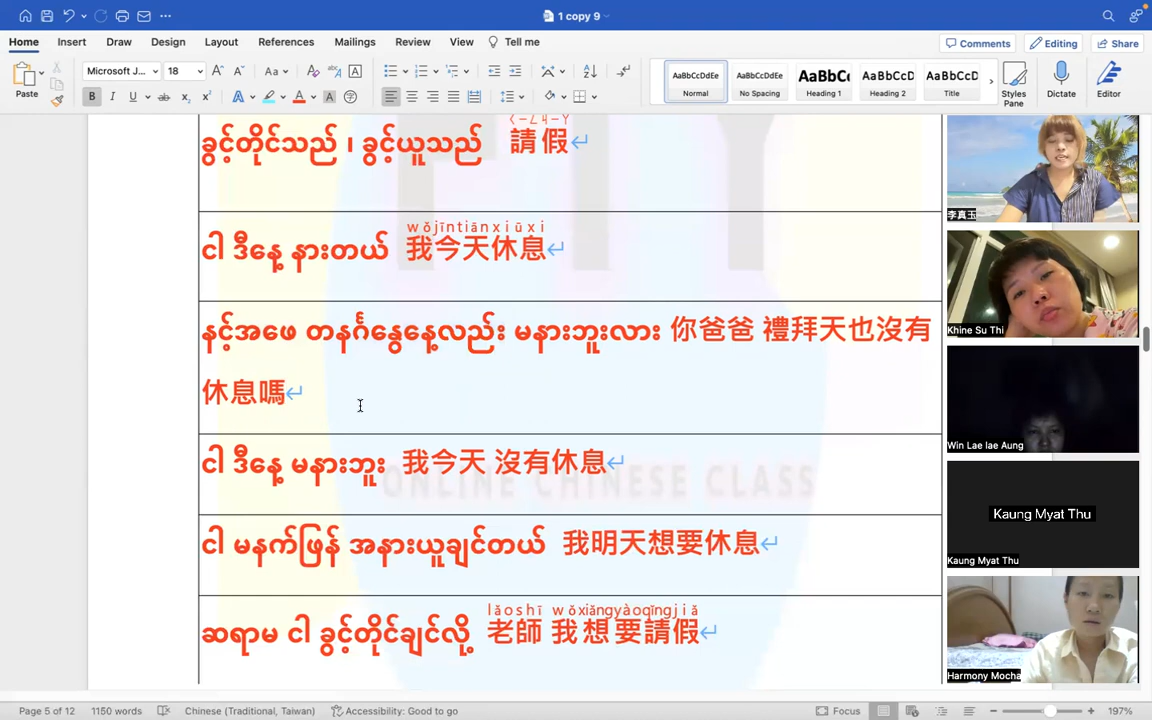 1 copy 9
Home Insert Draw Design Layout References Mailings Review View Tell me
Comments Editing Share
Paste
Microsoft J... 18
AaBbCcDdEe AaBbCcDdEe AaBbC AaBbCcD AaBbCcD
Normal No Spacing Heading 1 Heading 2 Title
Styles Pane Dictate Editor
ㄑㄧㄥˇㄐㄧㄚˋ
ခွင့်တိုင်သည် ၊ ခွင့်ယူသည် 請假
wǒjīntiānxiūxi
ငါ ဒီနေ့ နားတယ် 我今天休息
နင့်အဖေ တနင်္ဂနွေနေ့လည်း မနားဘူးလား 你爸爸 禮拜天也沒有
休息嗎
ငါ ဒီနေ့ မနားဘူး 我今天 沒有休息
ONLINE CHINESE CLASS
ငါ မနက်ဖြန် အနားယူချင်တယ် 我明天想要休息
lǎoshī wǒxiǎngyàoqǐngjiǎ
ဆရာမ ငါ ခွင့်တိုင်ချင်လို့ 老師 我想要請假
李真玉
Khine Su Thi
Win Lae lae Aung
Kaung Myat Thu
Kaung Myat Thu
Harmony Mocha
Page 5 of 12 1150 words Chinese (Traditional, Taiwan) Accessibility: Good to go Focus 197%